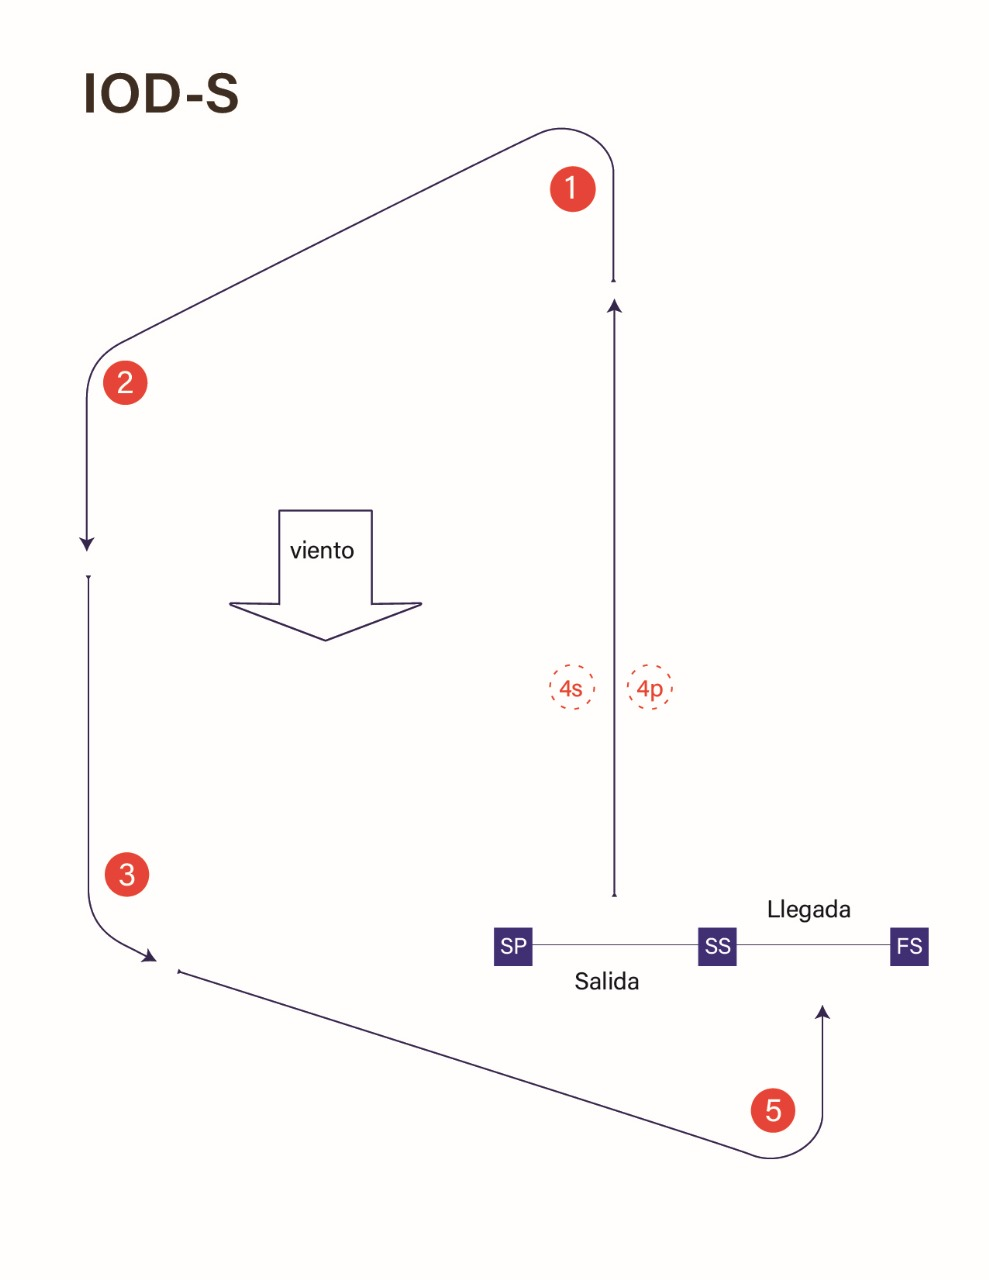 IOD-S
1
2
viento
4s 4p
3
Llegada
SP SS FS
Salida
5